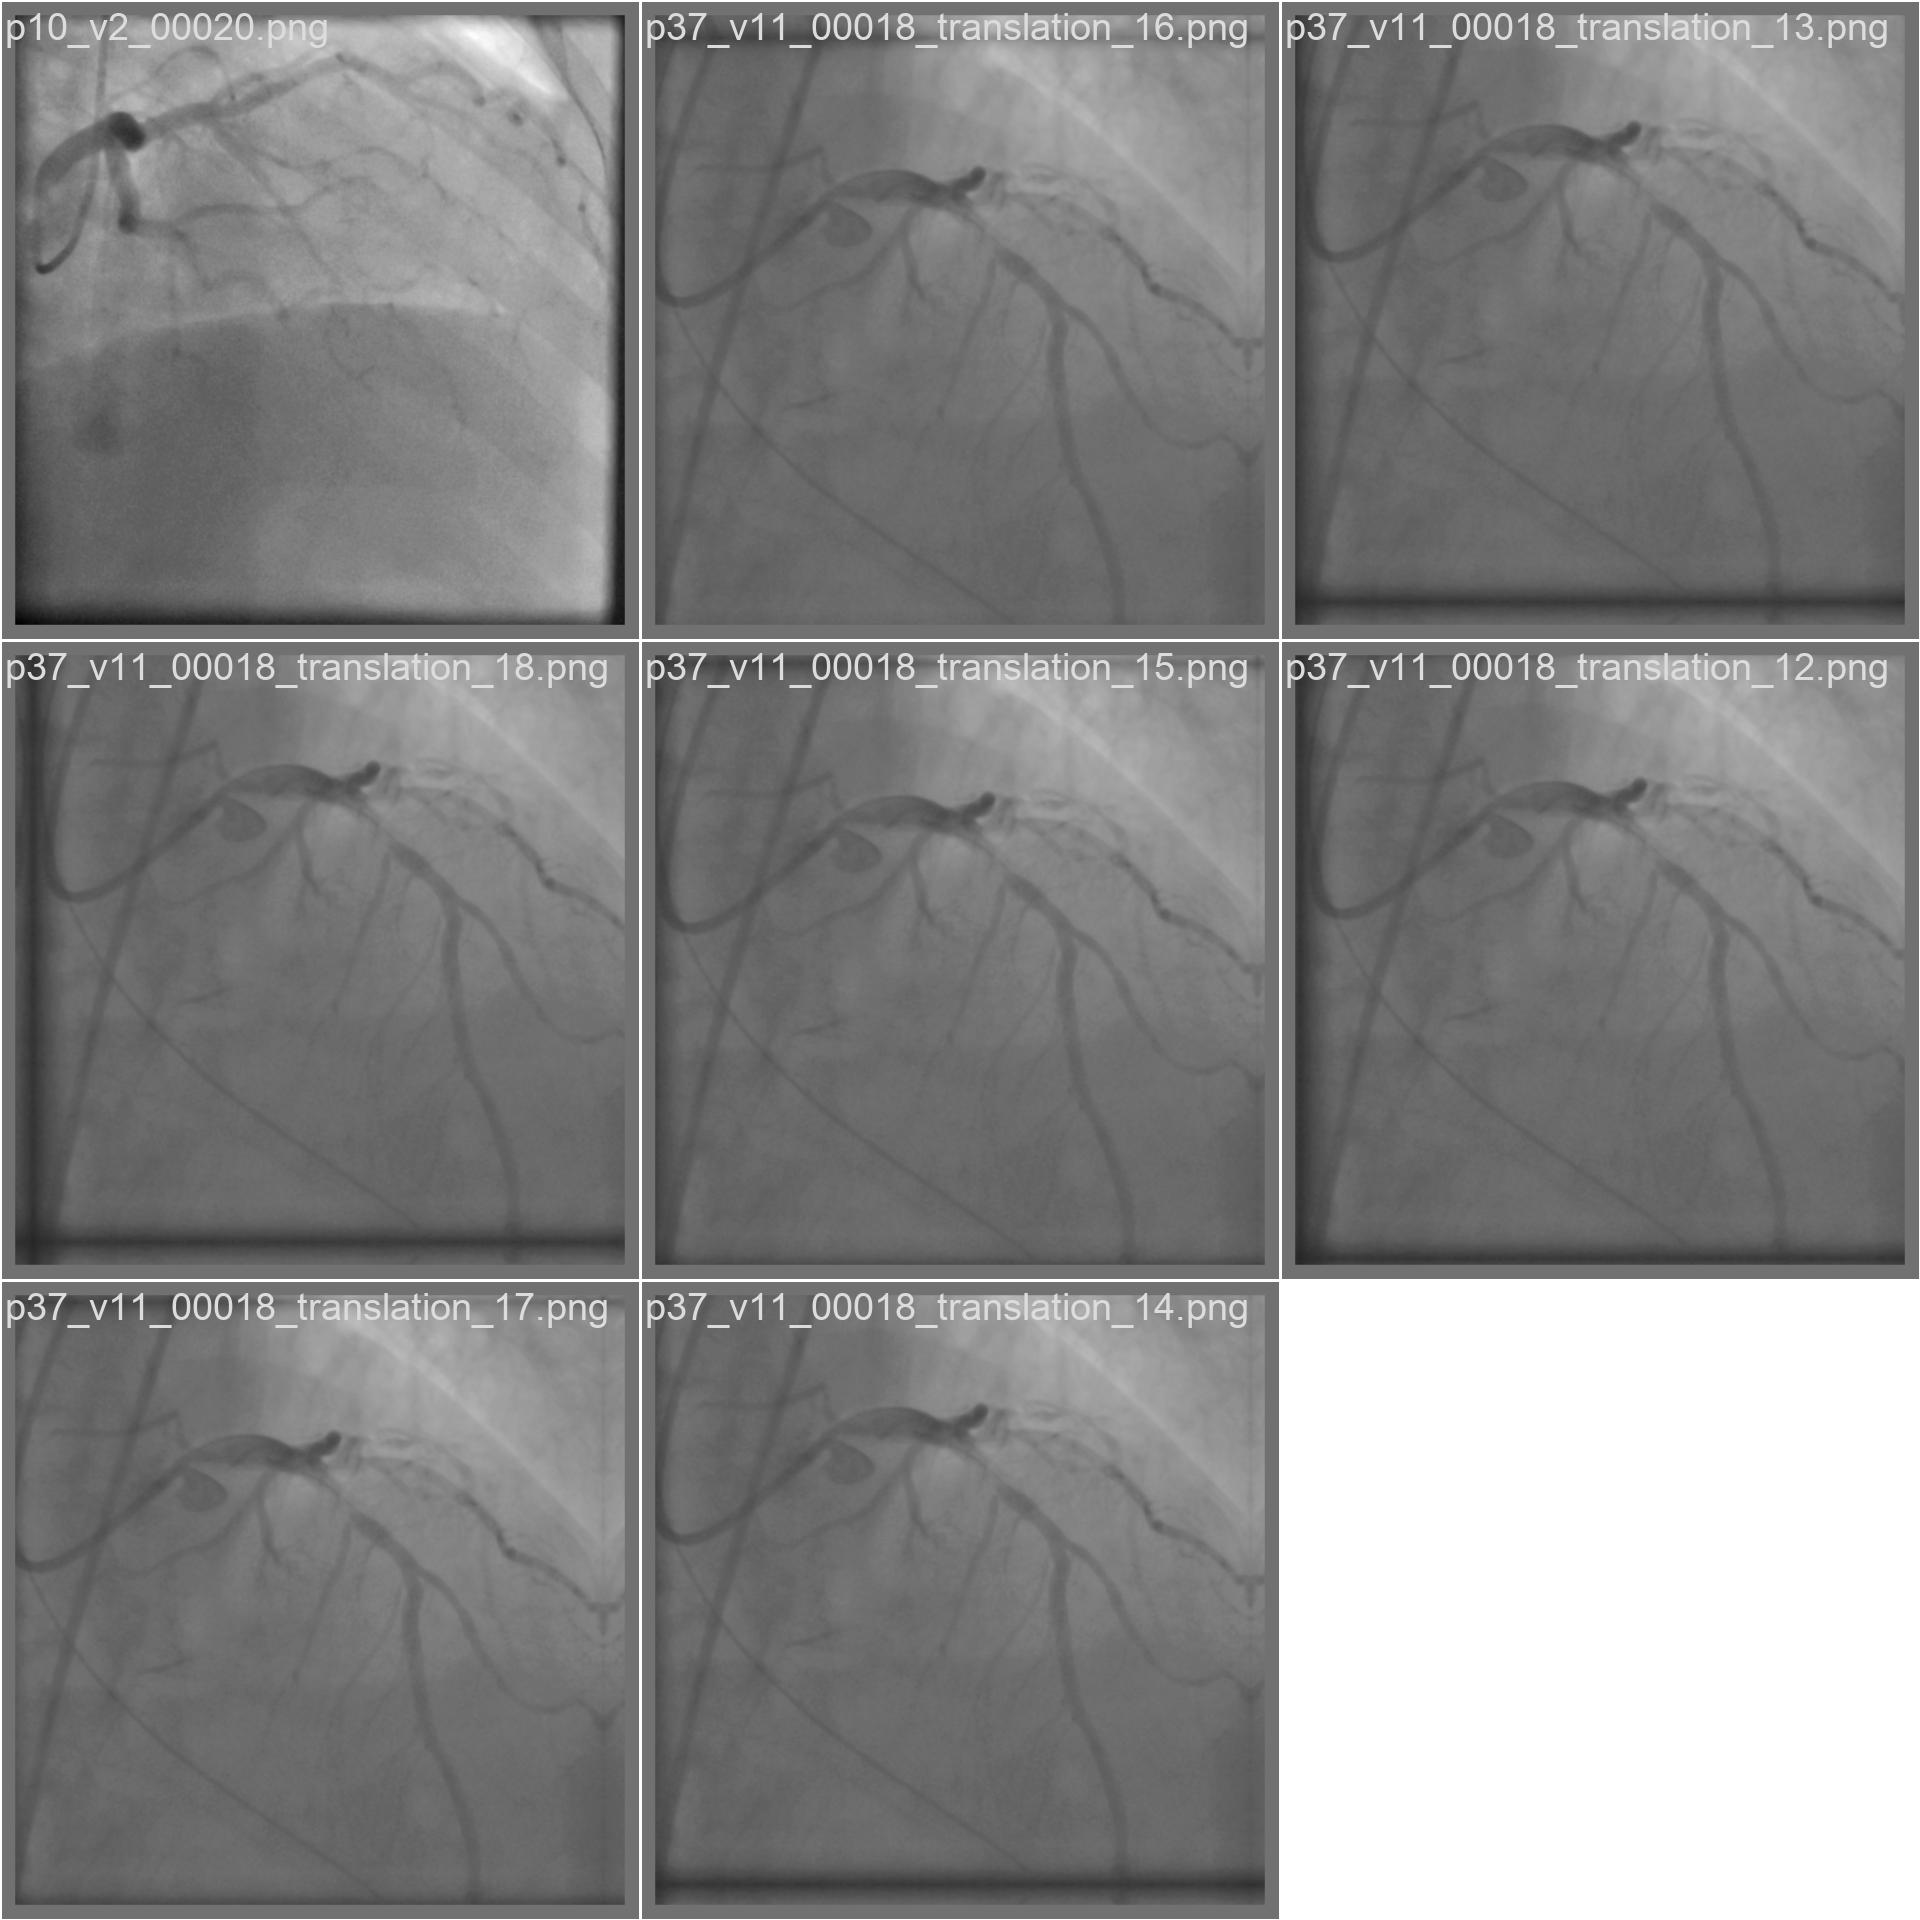 p10_v2_00020.png
p37_v11_00018_translation_16.png
p37_v11_00018_translation_13.png
p37_v11_00018_translation_18.png
p37_v11_00018_translation_15.png
p37_v11_00018_translation_12.png
p37_v11_00018_translation_17.png
p37_v11_00018_translation_14.png